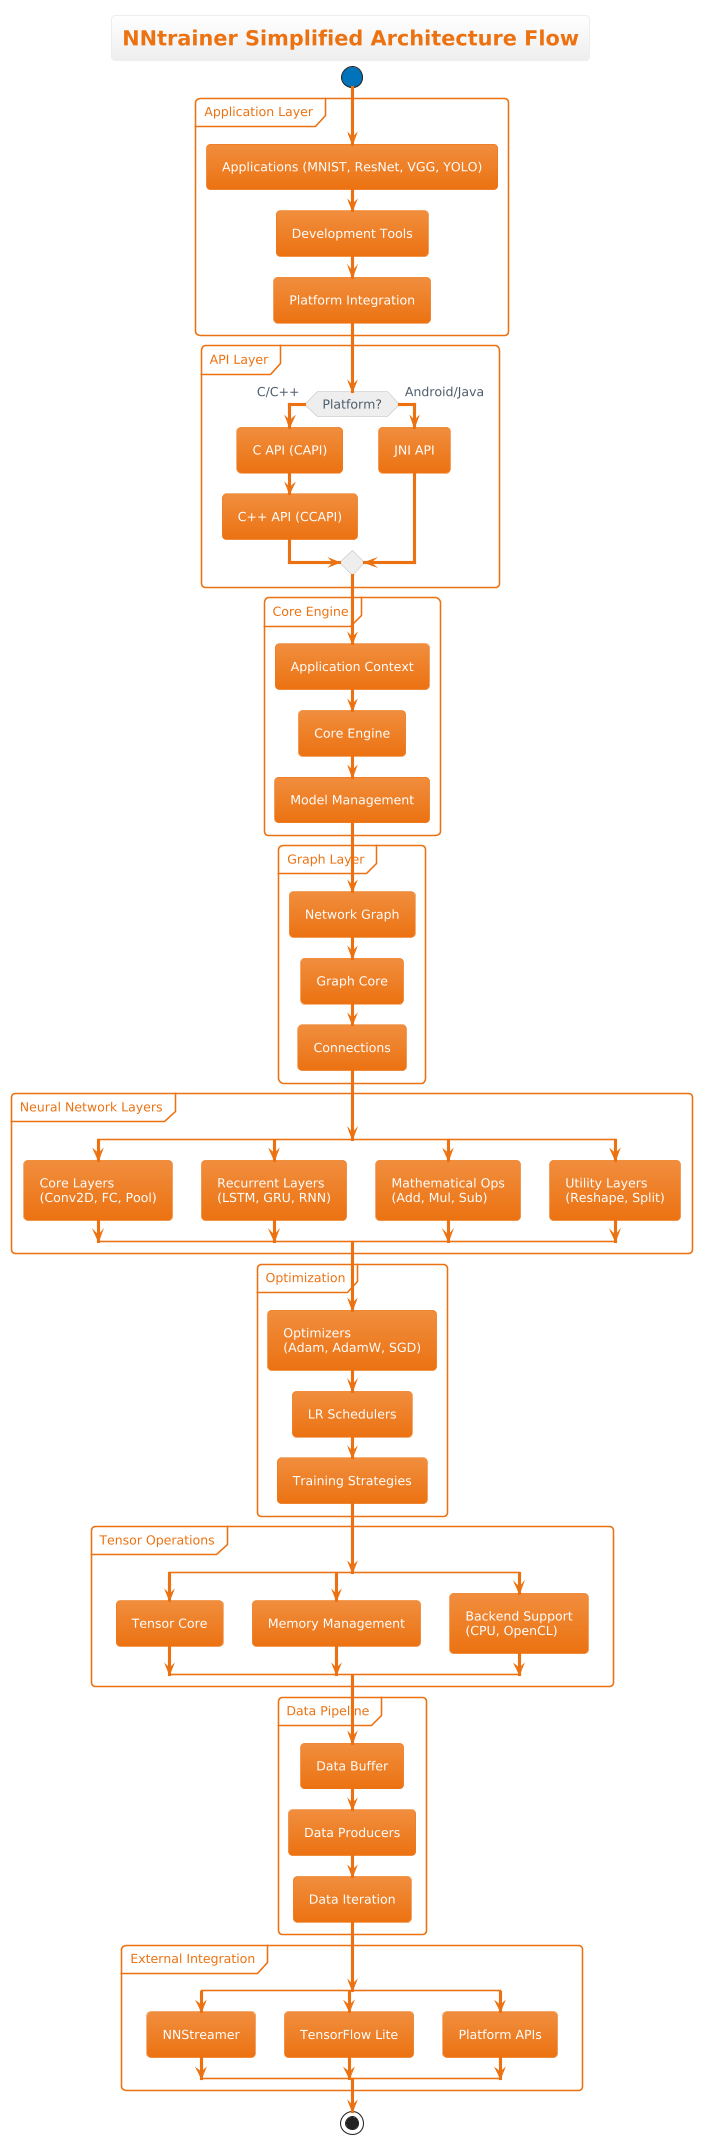 NNtrainer Simplified Architecture Flow
Application Layer
Applications (MNIST, ResNet, VGG, YOLO)
Development Tools
Platform Integration
API Layer
C/C++
Platform?
Android/Java
C API (CAPI)
JNI API
C++ API (CCAPI)
Core Engine
Application Context
Core Engine
Model Management
Graph Layer
Network Graph
Graph Core
Connections
Neural Network Layers
Core Layers
(Conv2D, FC, Pool)
Recurrent Layers
(LSTM, GRU, RNN)
Mathematical Ops
(Add, Mul, Sub)
Utility Layers
(Reshape, Split)
Optimization
Optimizers
(Adam, AdamW, SGD)
LR Schedulers
Training Strategies
Tensor Operations
Tensor Core
Memory Management
Backend Support
(CPU, OpenCL)
Data Pipeline
Data Buffer
Data Producers
Data Iteration
External Integration
NNStreamer
TensorFlow Lite
Platform APIs